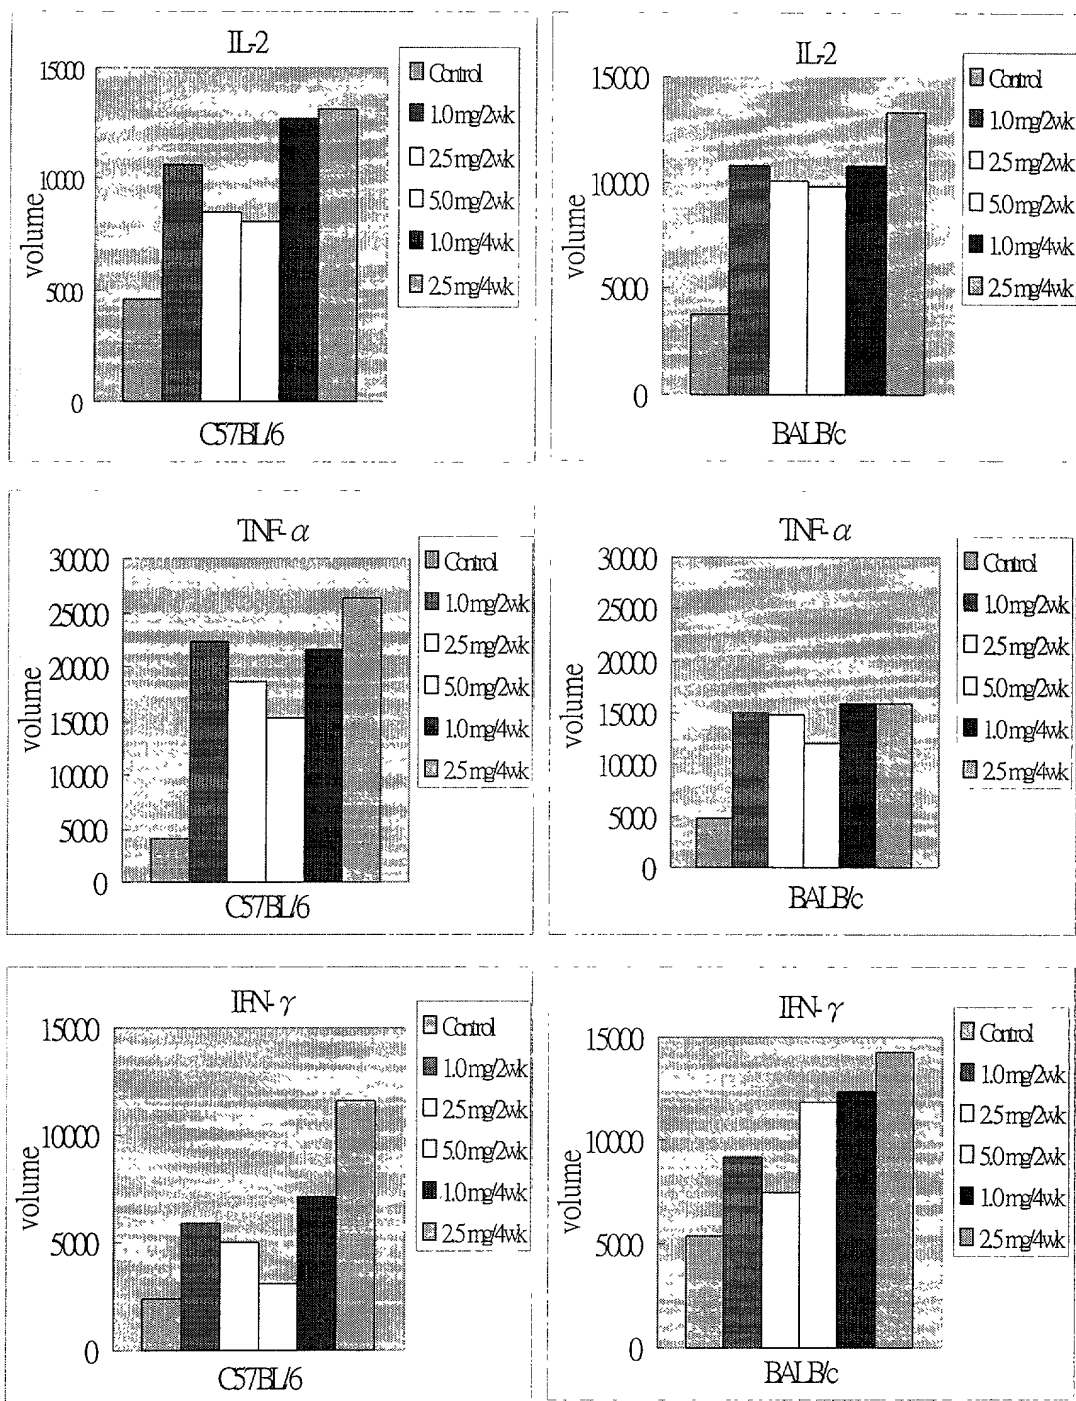 IL-2
15000
10000
5000
0
volume
C57BL/6
Control
1.0mg/2wk
2.5mg/2wk
5.0mg/2wk
1.0mg/4wk
2.5mg/4wk
IL-2
15000
10000
5000
0
volume
BALB/c
Control
1.0mg/2wk
2.5mg/2wk
5.0mg/2wk
1.0mg/4wk
2.5mg/4wk
TNF-α
30000
25000
20000
15000
10000
5000
0
volume
C57BL/6
Control
1.0mg/2wk
2.5mg/2wk
5.0mg/2wk
1.0mg/4wk
2.5mg/4wk
TNF-α
30000
25000
20000
15000
10000
5000
0
volume
BALB/c
Control
1.0mg/2wk
2.5mg/2wk
5.0mg/2wk
1.0mg/4wk
2.5mg/4wk
IFN-γ
15000
10000
5000
0
volume
C57BL/6
Control
1.0mg/2wk
2.5mg/2wk
5.0mg/2wk
1.0mg/4wk
2.5mg/4wk
IFN-γ
15000
10000
5000
0
volume
BALB/c
Control
1.0mg/2wk
2.5mg/2wk
5.0mg/2wk
1.0mg/4wk
2.5mg/4wk